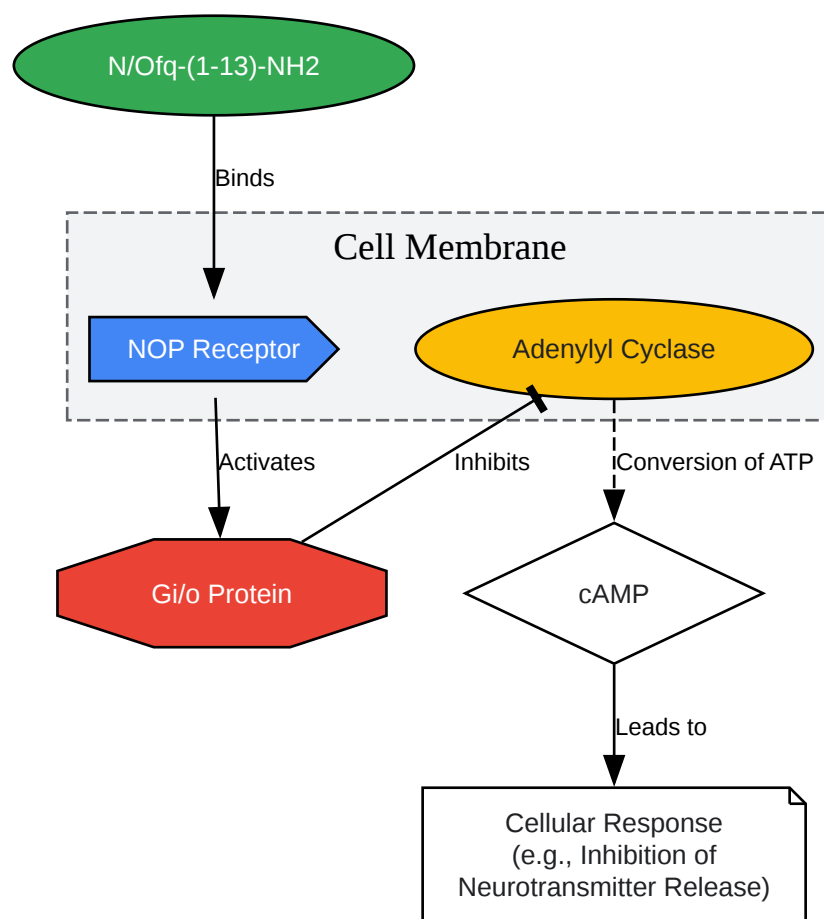 N/Ofq-(1-13)-NH2
Binds
Cell Membrane
NOP Receptor
Adenylyl Cyclase
Activates
Inhibits
Conversion of ATP
Gi/o Protein
cAMP
Leads to
Cellular Response
(e.g., Inhibition of
Neurotransmitter Release)